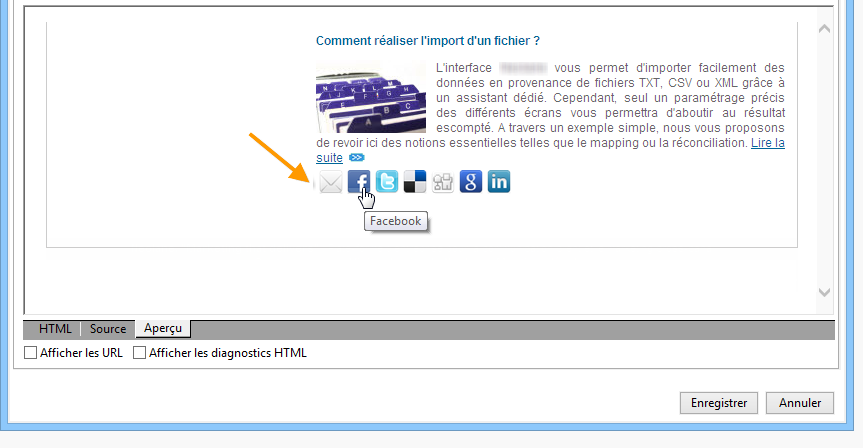 Comment réaliser l'import d'un fichier ?
L'interface vous permet d'importer facilement des
données en provenance de fichiers TXT, CSV ou XML grâce à
un assistant dédié. Cependant, seul un paramétrage précis
des différents écrans vous permettra d'aboutir au résultat
escompté. A travers un exemple simple, nous vous proposons
de revoir ici des notions essentielles telles que le mapping ou la réconciliation. Lire la
suite
Facebook
HTML Source Aperçu
Afficher les URL Afficher les diagnostics HTML
Enregistrer Annuler